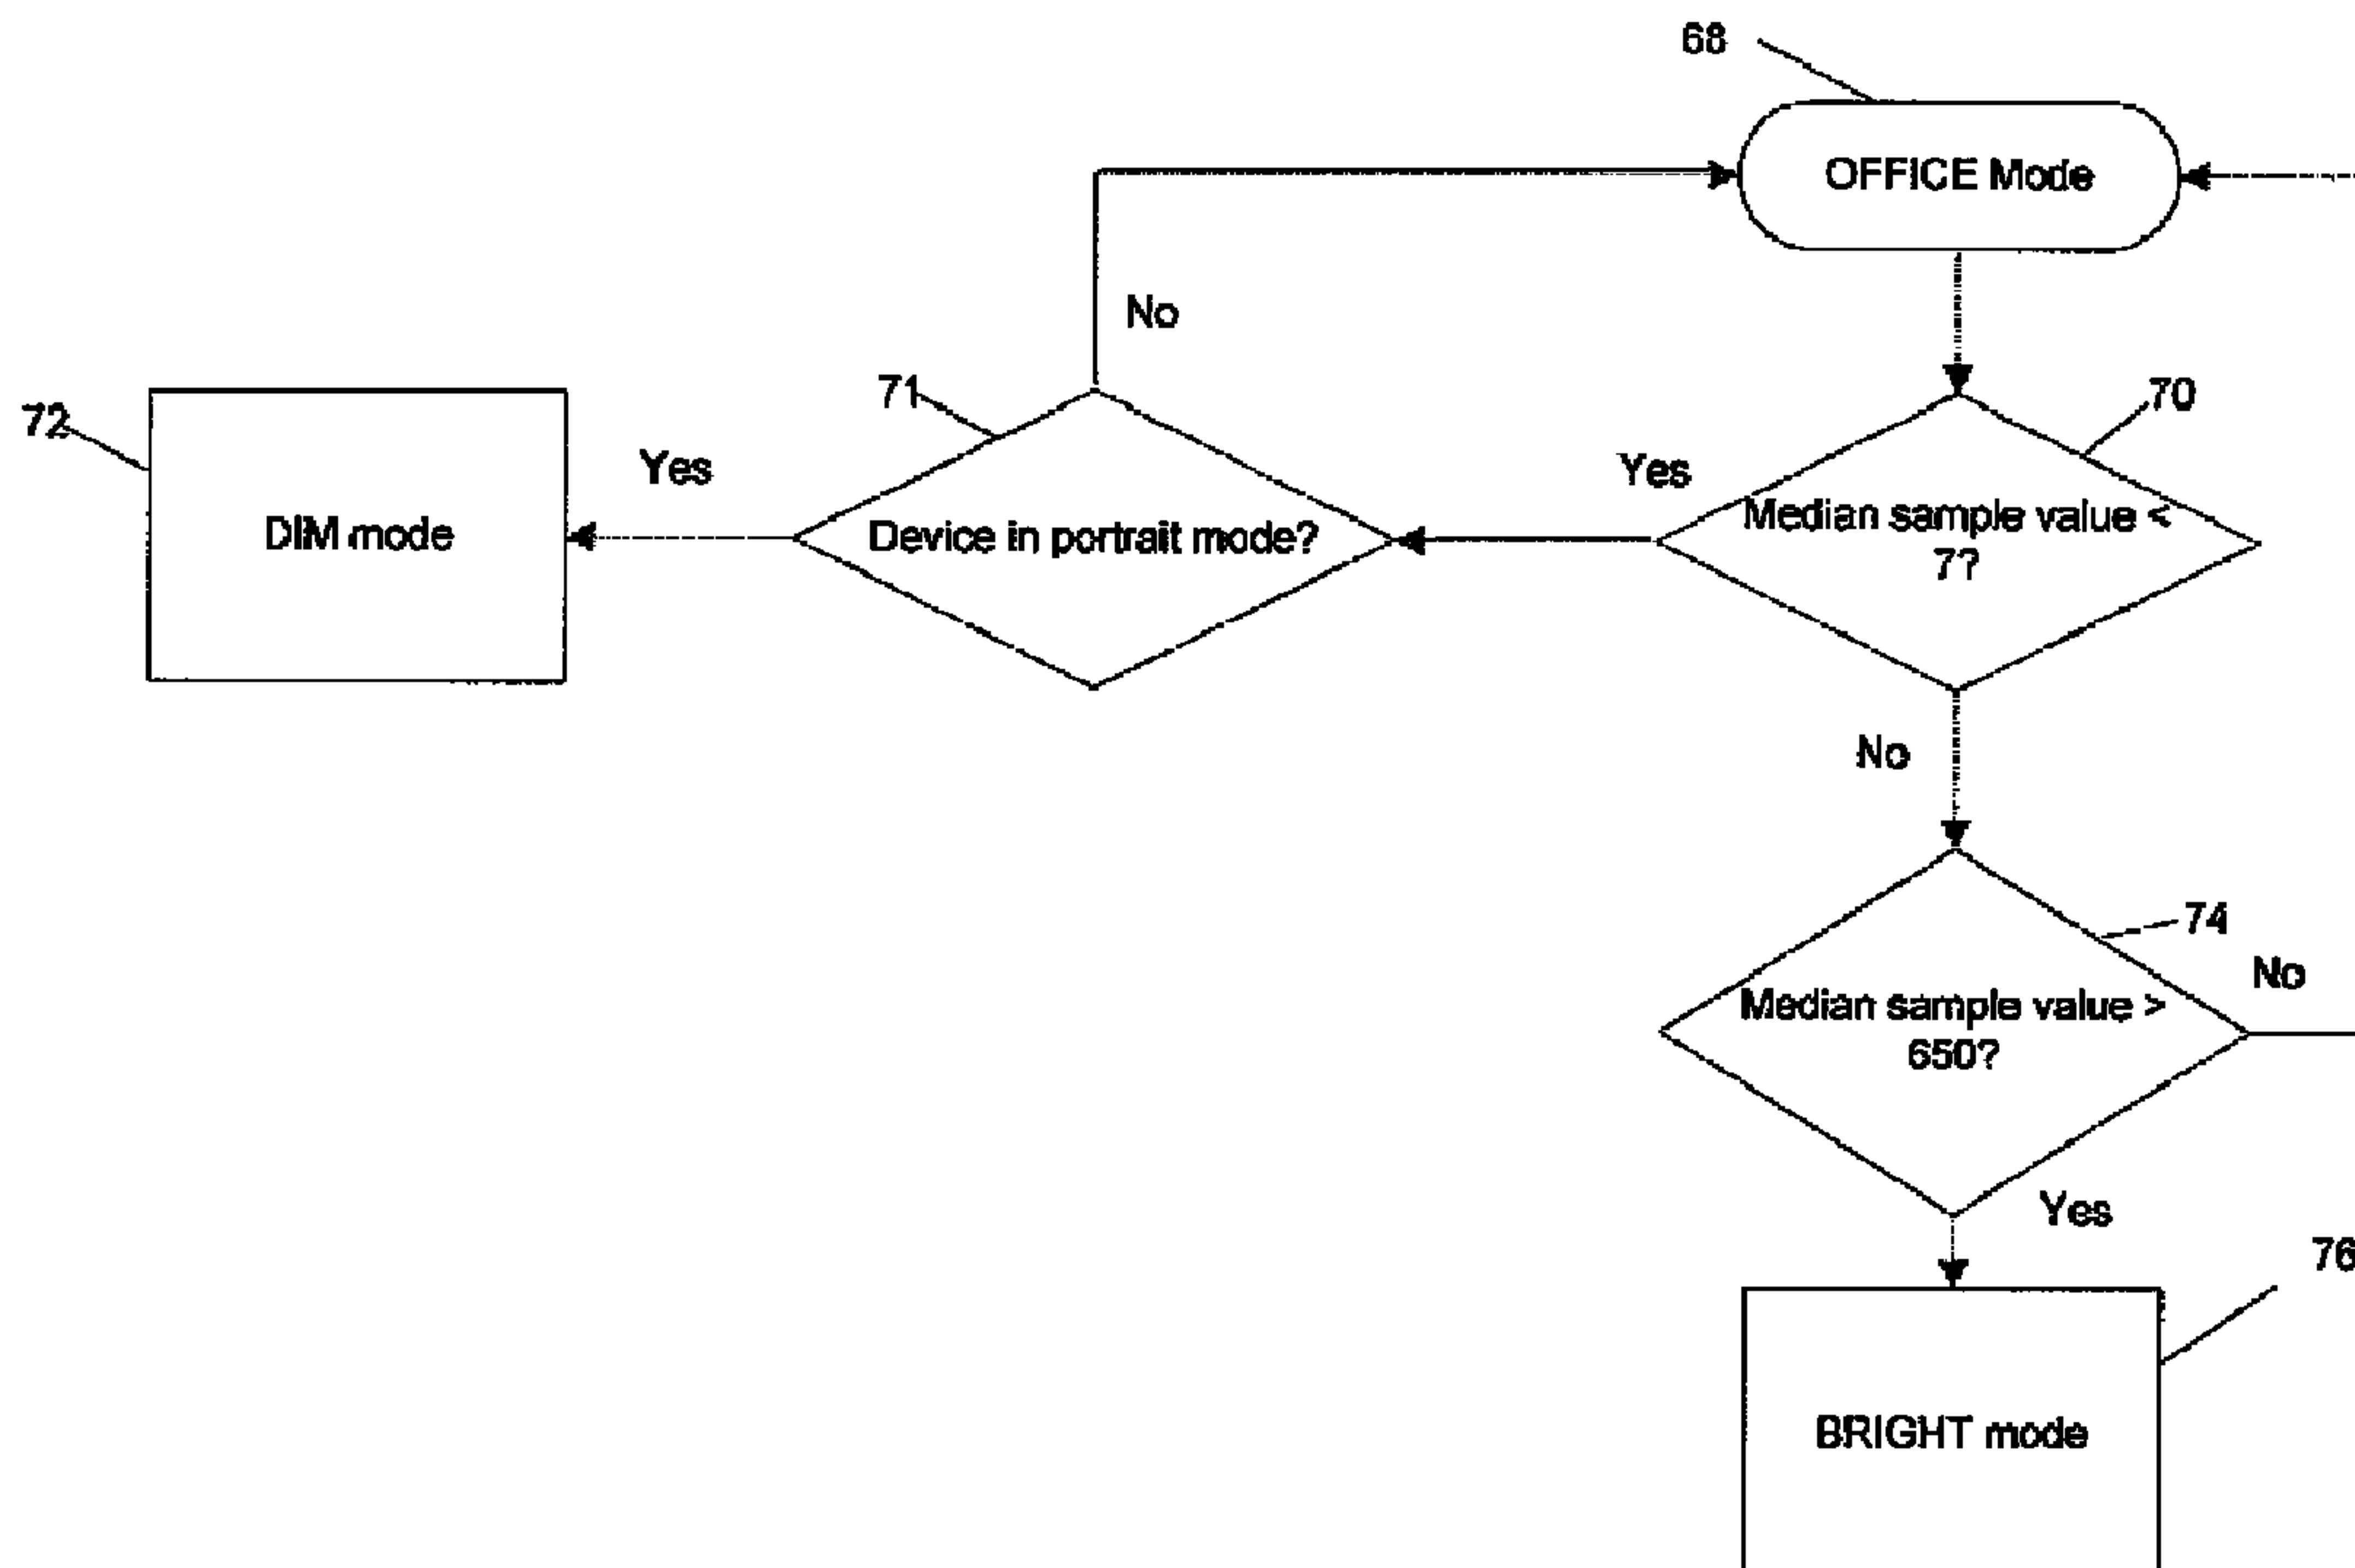 68
OFFICE Mode
No
71
70
72
Yes
Yes
DIM mode
Device in portrait mode?
Median sample value <
7?
No
74
No
Median sample value >
650?
Yes
76
BRIGHT mode